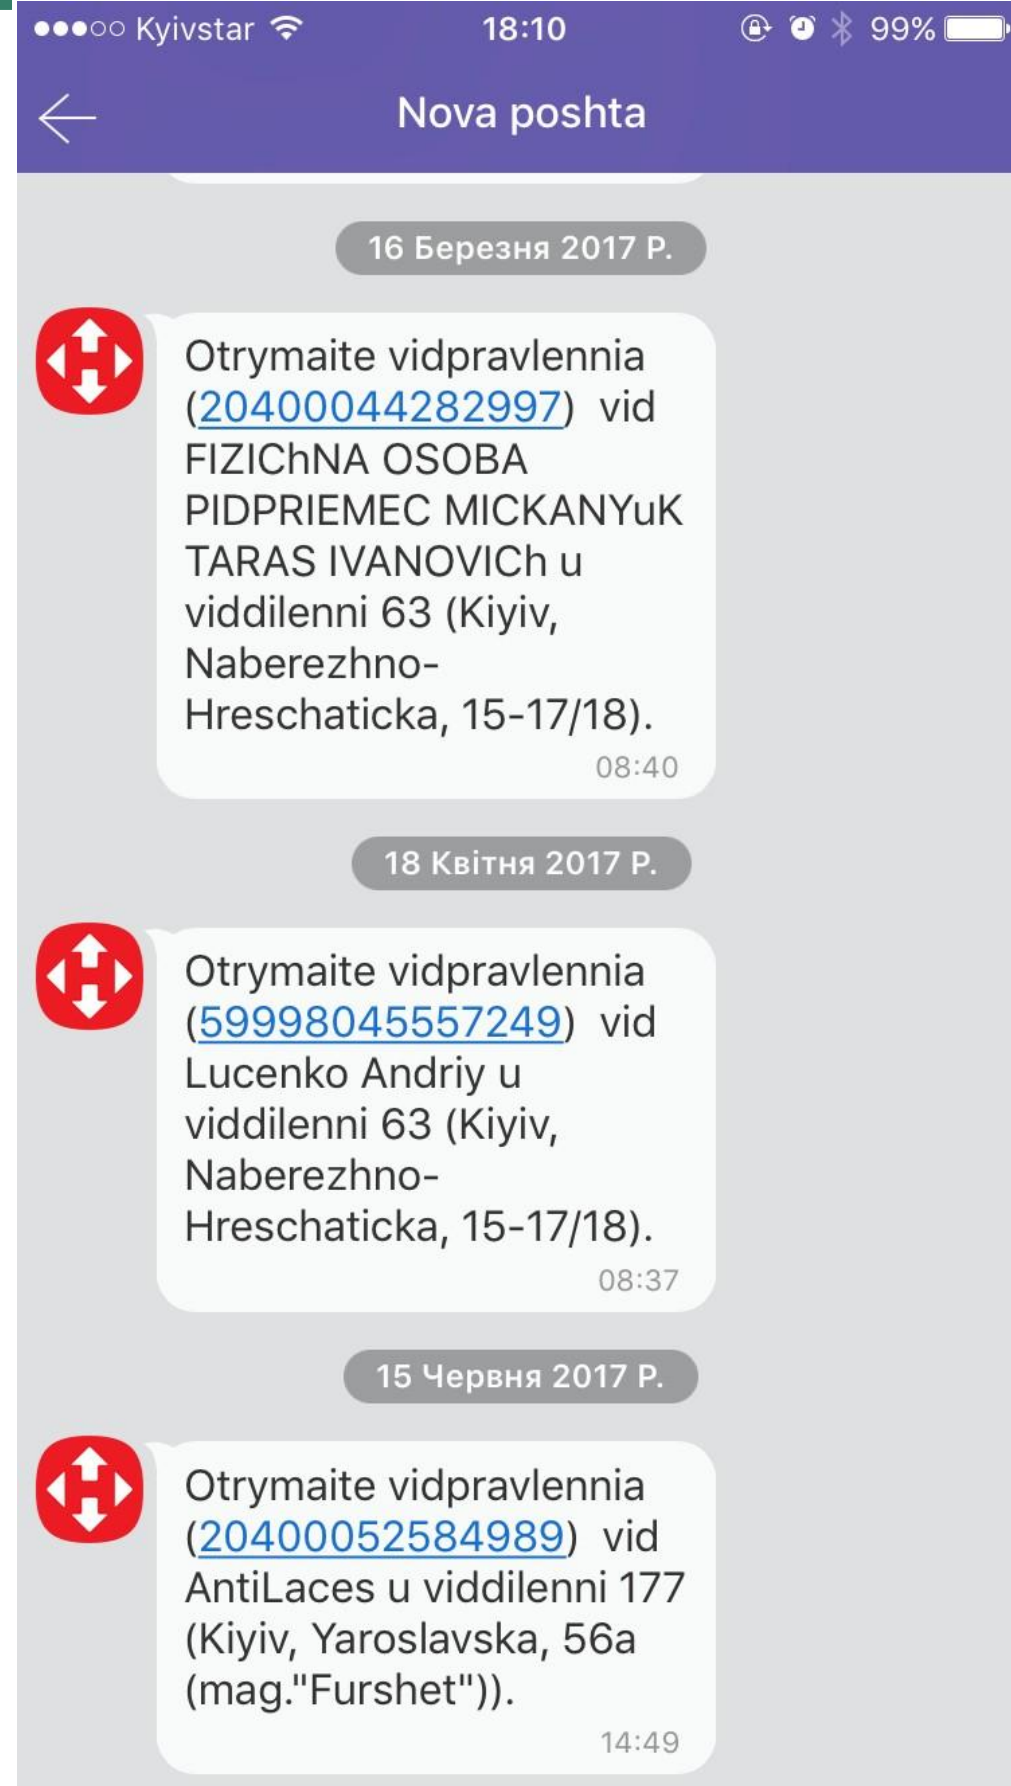 Kyivstar 18:10 99%
Nova poshta
16 Березня 2017 Р.
Otrymaite vidpravlennia
(20400044282997) vid
FIZIChNA OSOBA
PIDPRIEMEC MICKANYuK
TARAS IVANOVICh u
viddilenni 63 (Kiyiv,
Naberezhno-
Hreschaticka, 15-17/18).
08:40
18 Квітня 2017 Р.
Otrymaite vidpravlennia
(59998045557249) vid
Lucenko Andriy u
viddilenni 63 (Kiyiv,
Naberezhno-
Hreschaticka, 15-17/18).
08:37
15 Червня 2017 Р.
Otrymaite vidpravlennia
(20400052584989) vid
AntiLaces u viddilenni 177
(Kiyiv, Yaroslavska, 56a
(mag."Furshet")).
14:49